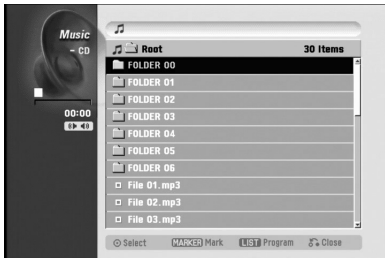 Music
- CD
Root 30 Items
FOLDER 00
FOLDER 01
FOLDER 02
FOLDER 03
FOLDER 04
FOLDER 05
FOLDER 06
File 01.mp3
File 02.mp3
File 03.mp3
00:00
Select MARKER Mark LIST Program Close